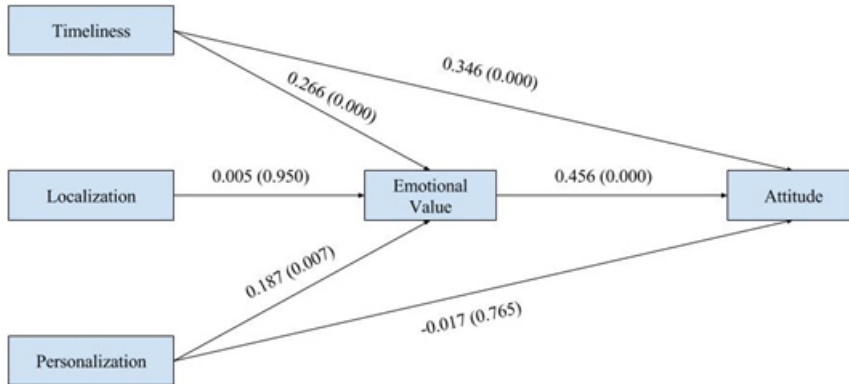 Timeliness
0.346 (0.000)
0.266 (0.000)
Localization
0.005 (0.950)
Emotional
Value
0.456 (0.000)
Attitude
0.187 (0.007)
-0.017 (0.765)
Personalization